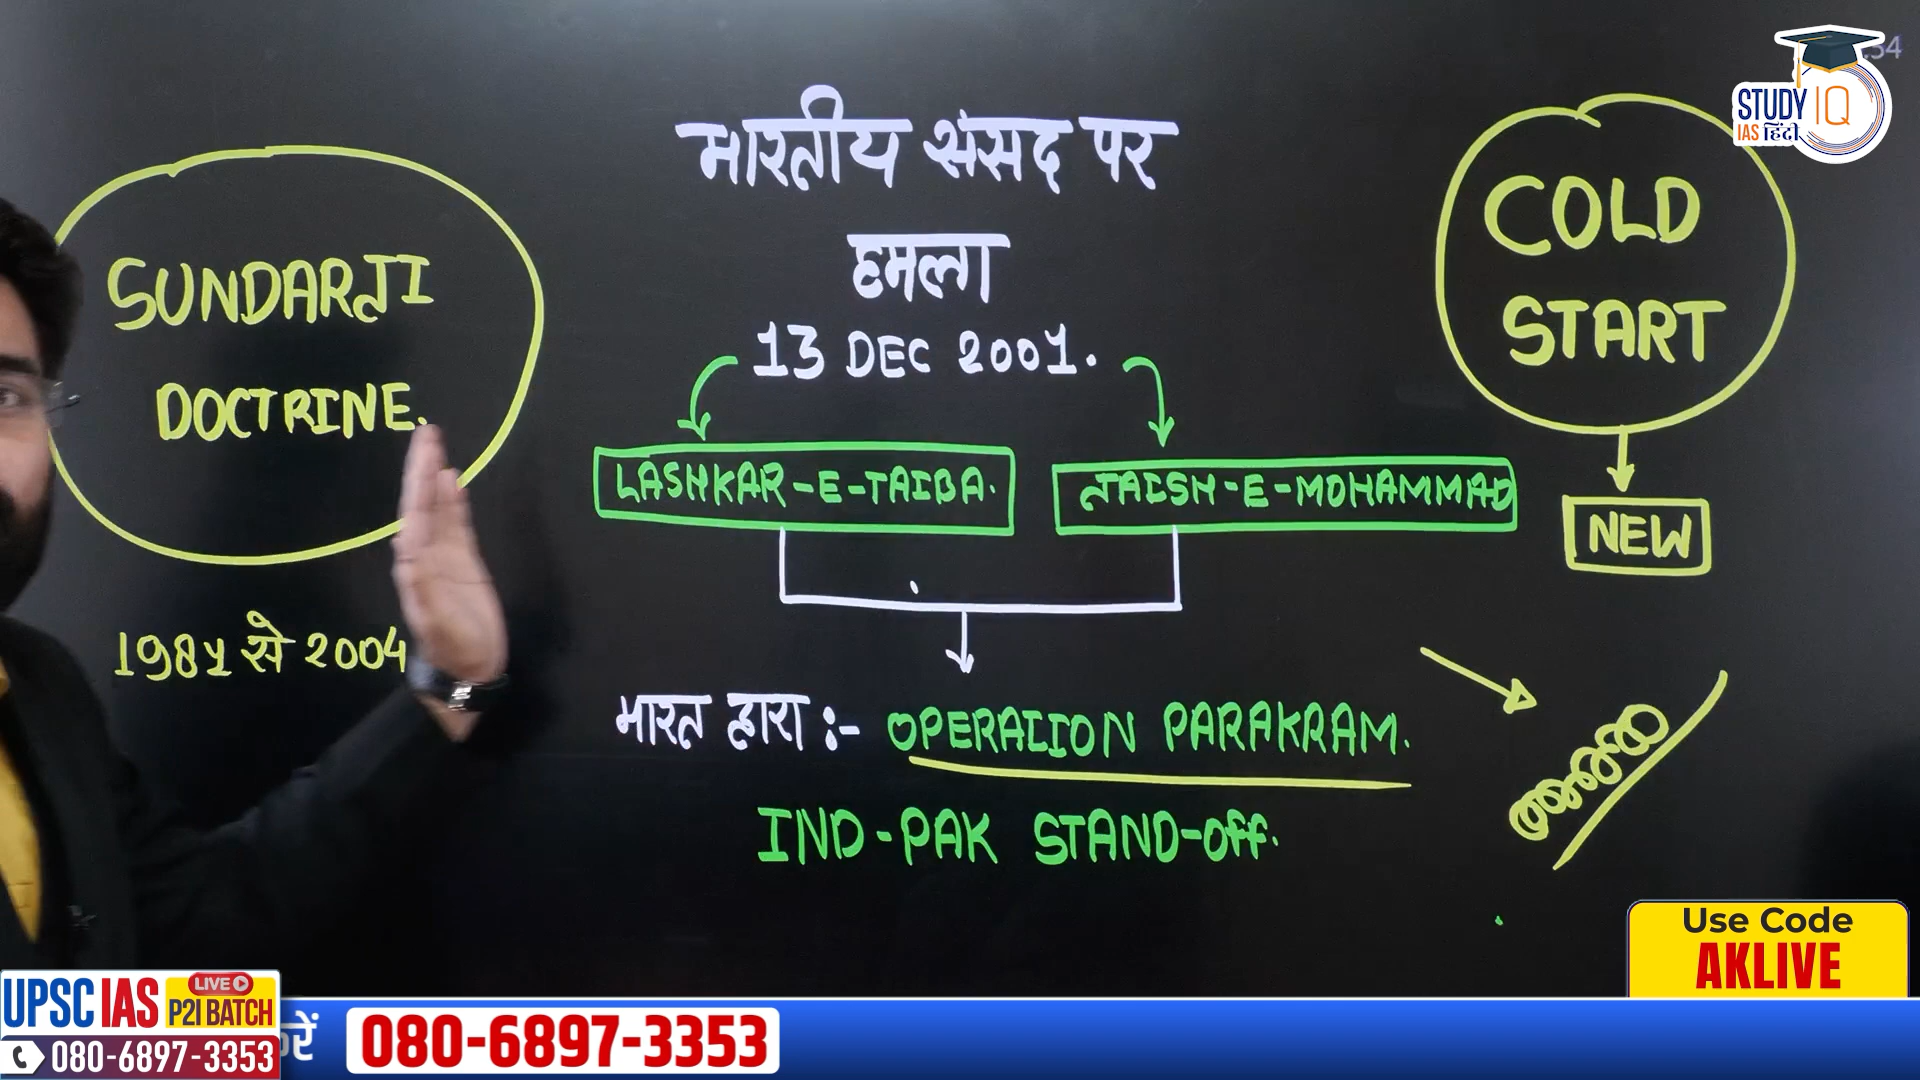 STUDY IQ
IAS हिंदी
भारतीय संसद पर
हमला
13 DEC 2001.
SUNDARJI
DOCTRINE.
1981 से 2004
COLD
START
NEW
LASHKAR-E-TAIBA.
JAISH-E-MOHAMMAD
भारत द्वारा :- OPERATION PARAKRAM.
IND-PAK STAND-Off.
Use Code
AKLIVE
LIVE
UPSC IAS P2I BATCH
080-6897-3353
करें 080-6897-3353